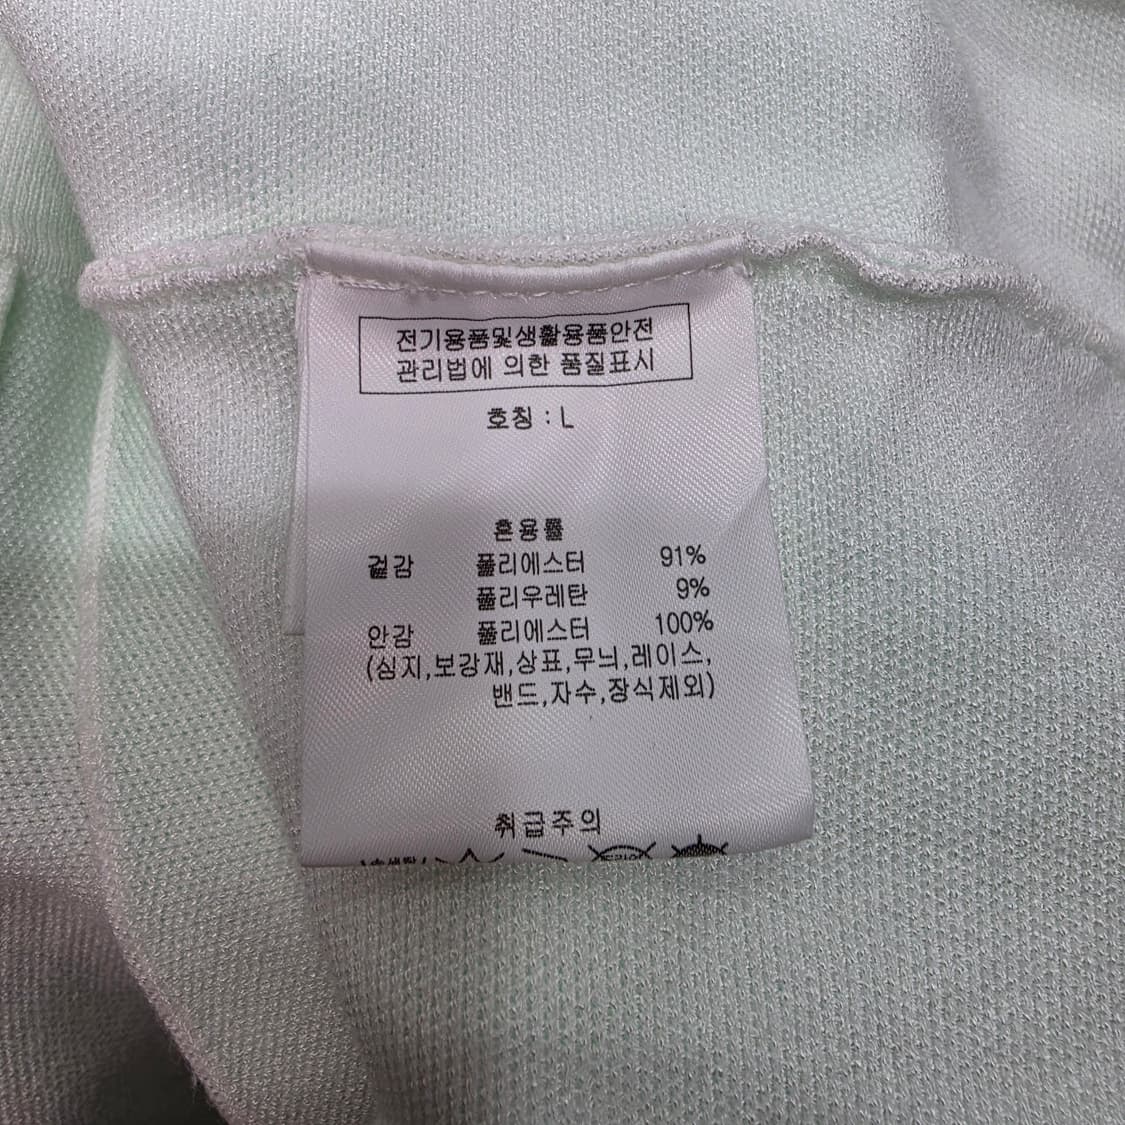 전기용품및생활용품안전
관리법에 의한 품질표시
호칭 : L
혼용률
겉감 폴리에스터 91%
폴리우레탄 9%
안감 폴리에스터 100%
(심지,보강재,상표,무늬,레이스,
밴드,자수,장식제외)
취급주의